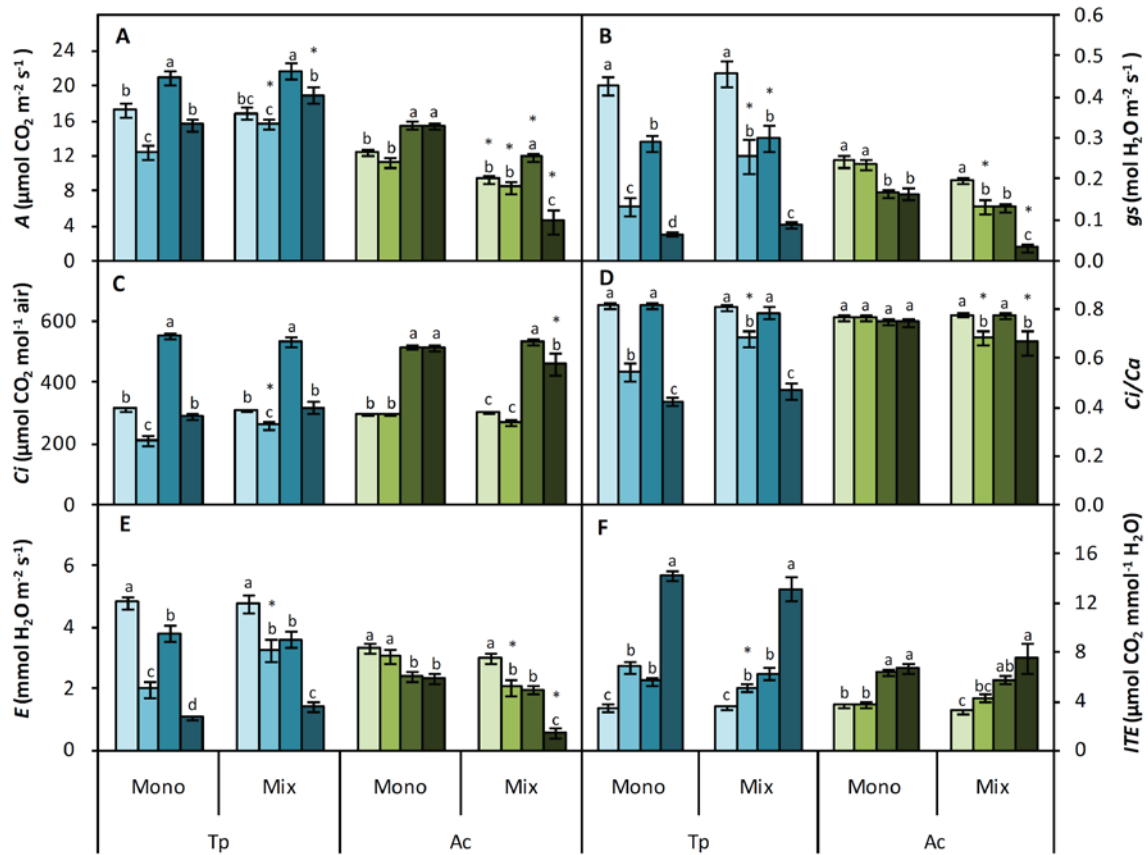 A
B
24
20
16
12
8
4
0
A (µmol CO2 m-2 s-1)
b
c
a
b
bc
*
c
a
*
b
b
b
a
a
*
b
*
b
*
a
*
c
0.6
0.5
0.4
0.3
0.2
0.1
0.0
gs (mol H2O m-2 s-1)
a
c
b
d
a
*
b
*
b
c
a
a
b
b
a
*
b
b
*
c
C
D
600
400
200
0
Ci (µmol CO2 mol-1 air)
b
c
a
b
b
*
c
a
b
b
b
a
a
c
c
a
*
b
0.8
0.6
0.4
0.2
0.0
Ci/Ca
a
b
a
c
a
*
b
a
c
a
a
a
a
a
*
b
a
*
b
E
F
6
4
2
0
E (mmol H2O m-2 s-1)
a
c
b
d
a
*
b
b
c
a
a
b
b
a
*
b
b
*
c
16
12
8
4
0
ITE (µmol CO2 mmol-1 H2O)
c
b
b
a
c
*
b
b
a
b
b
a
a
c
bc
ab
a
Mono Mix Mono Mix Mono Mix Mono Mix
Tp Ac Tp Ac